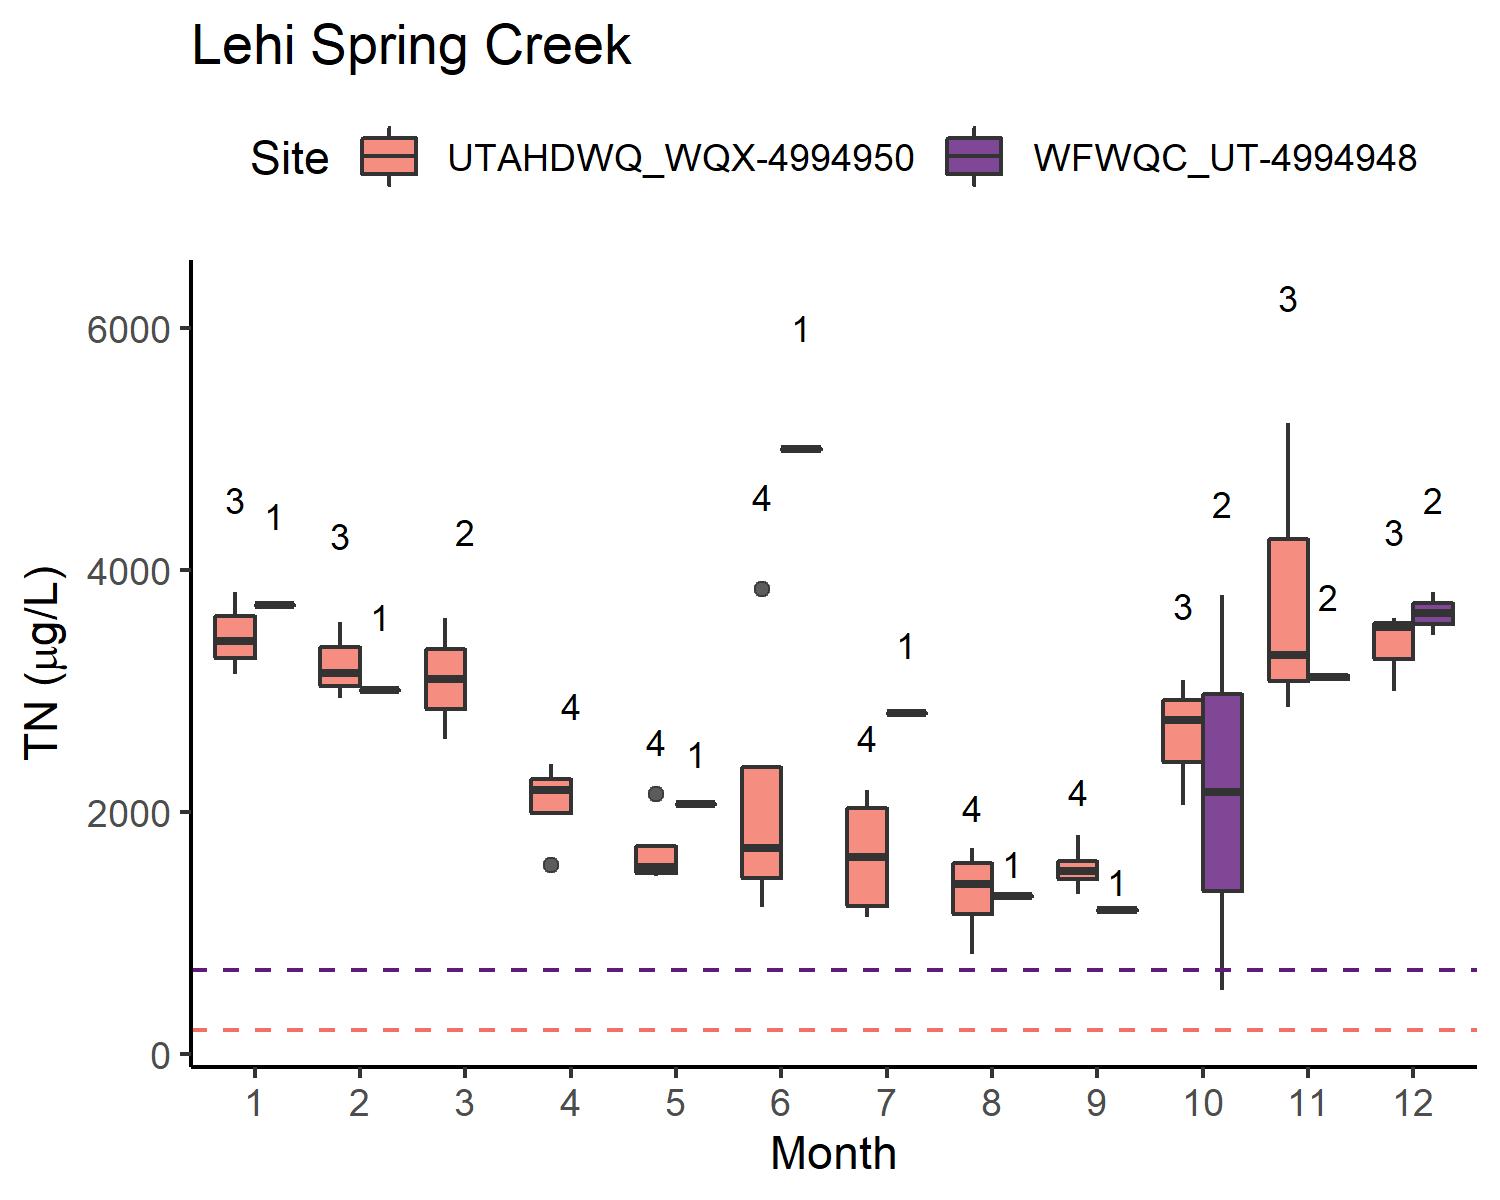 Lehi Spring Creek
Site UTAHDWQ_WQX-4994950 WFWQC_UT-4994948
TN (µg/L)
6000
4000
2000
0
3 1 3 1 2 4 4 1 4 1 4 1 4 1 4 1 3 2 3 2 3 2
1 2 3 4 5 6 7 8 9 10 11 12
Month